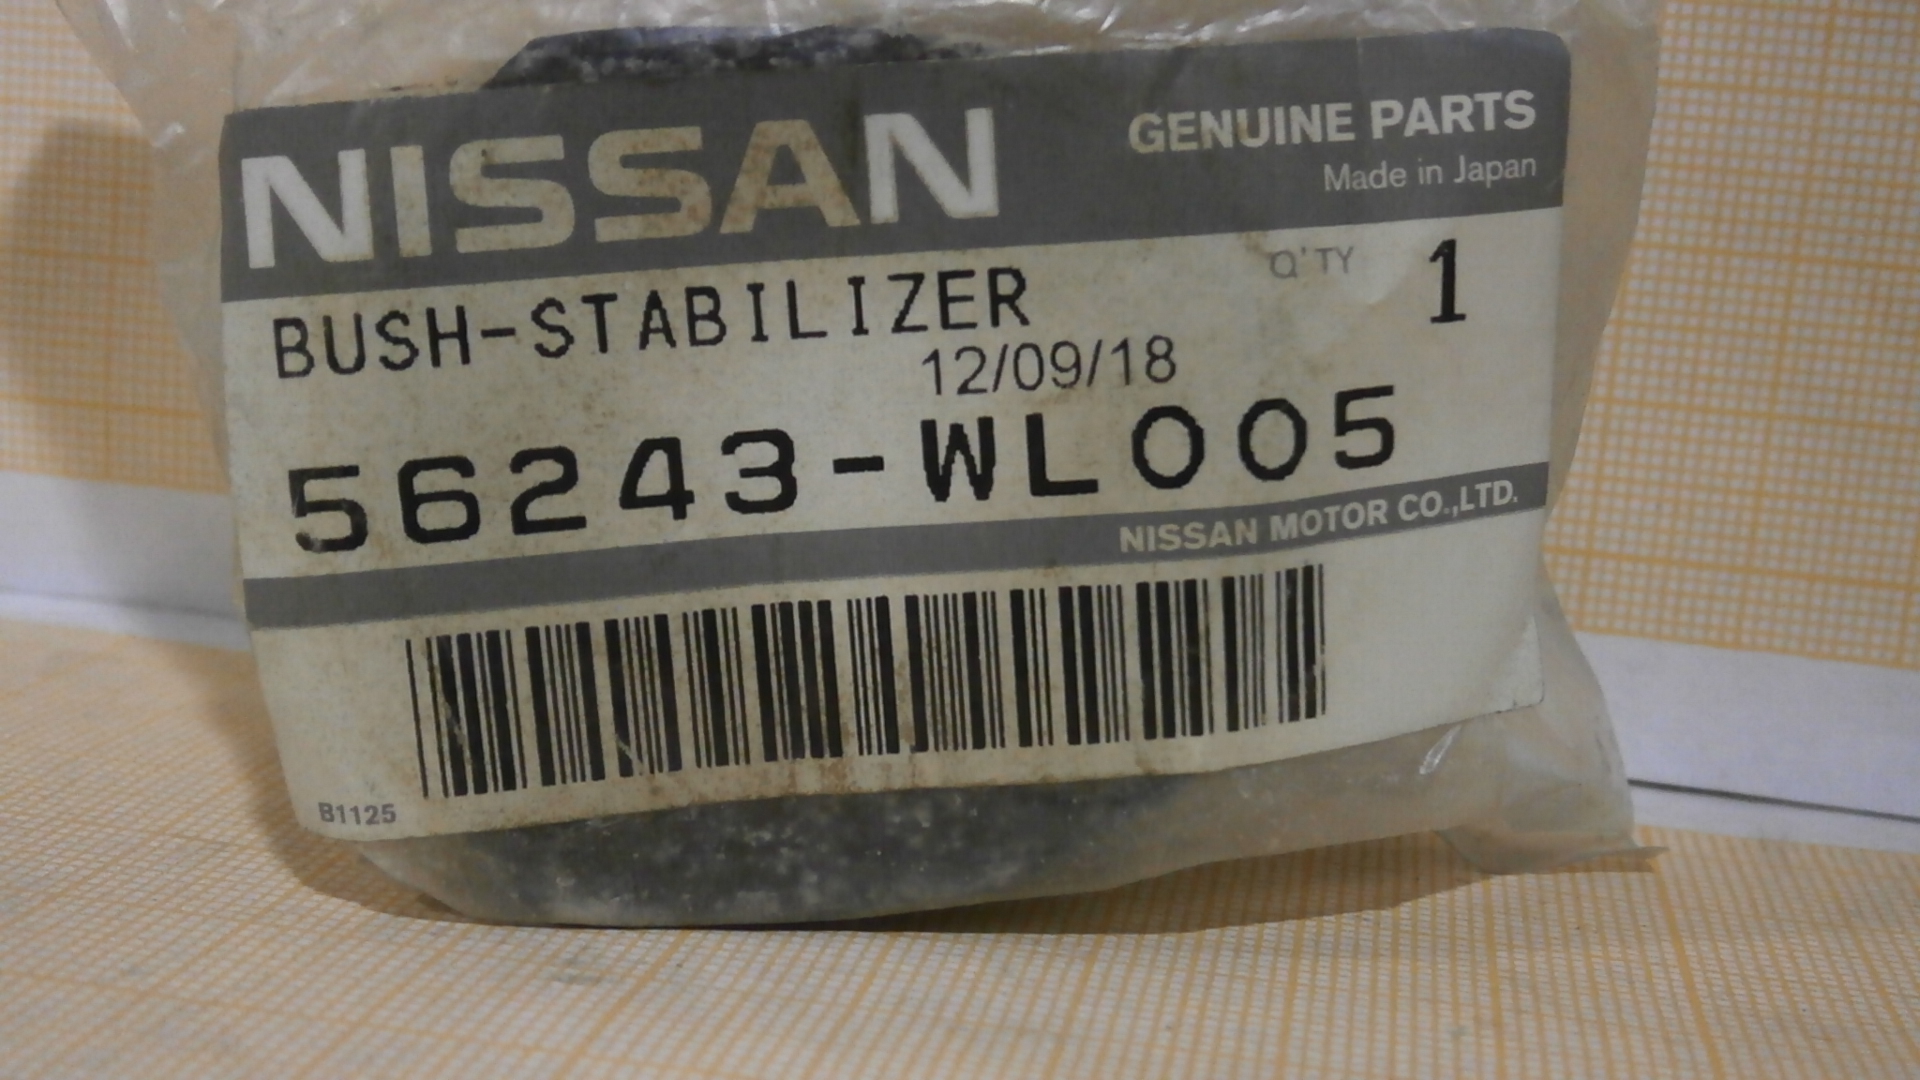 NISSAN
GENUINE PARTS
Made in Japan
BUSH-STABILIZER
Q'TY 1
12/09/18
56243-WL005
NISSAN MOTOR CO.,LTD.
B1125